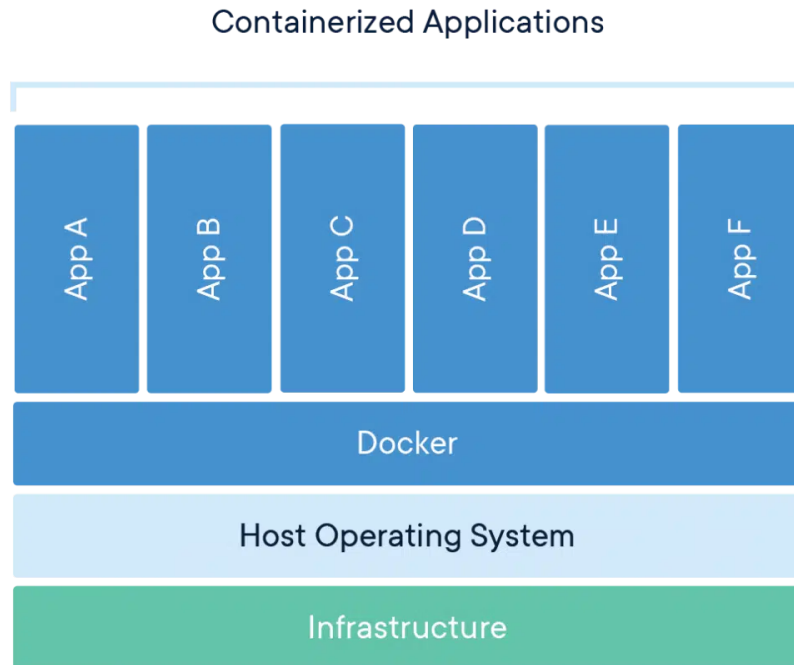 Containerized Applications
App A
App B
App C
App D
App E
App F
Docker
Host Operating System
Infrastructure